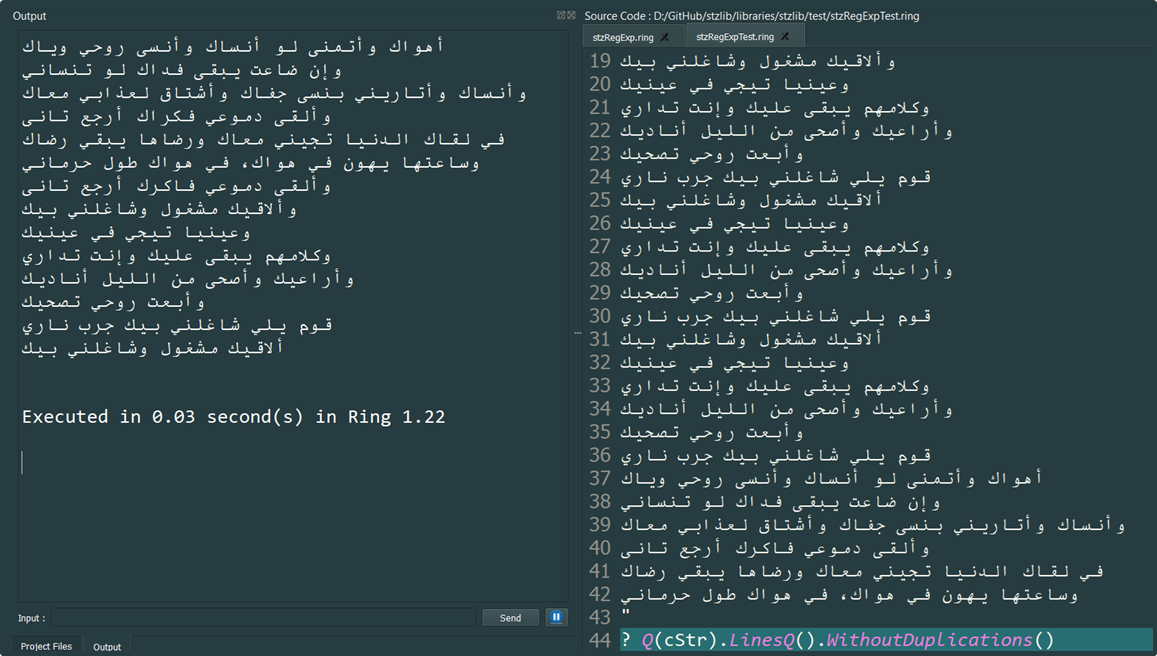 Output
أهواك وأتمنى لو أنساك وأنسى روحي وياك
وإن ضاعت يبقى فداك لو تنساني
وأنساك وأتاريني بنسى جفاك وأشتاق لعذابي معاك
وألقى دموعي فكراك أرجع تانى
في لقاك الدنيا تجيني معاك ورضاها يبقي رضاك
وساعتها يهون في هواك، في هواك طول حرماني
وألقى دموعي فاكرك أرجع تانى
وألاقيك مشغول وشاغلني بيك
وعينيا تيجي في عينيك
وكلامهم يبقى عليك وإنت تداري
وأراعيك وأصحى من الليل أناديك
وأبعت روحي تصحيك
قوم يلي شاغلني بيك جرب ناري
ألاقيك مشغول وشاغلني بيك
Executed in 0.03 second(s) in Ring 1.22
Input :
Send
Project Files
Output
Source Code : D:/GitHub/stzlib/libraries/stzlib/test/stzRegExpTest.ring
stzRegExp.ring
stzRegExpTest.ring
19 وألاقيك مشغول وشاغلني بيك
20 وعينيا تيجي في عينيك
21 وكلامهم يبقى عليك وإنت تداري
22 وأراعيك وأصحى من الليل أناديك
23 وأبعت روحي تصحيك
24 قوم يلي شاغلني بيك جرب ناري
25 ألاقيك مشغول وشاغلني بيك
26 وعينيا تيجي في عينيك
27 وكلامهم يبقى عليك وإنت تداري
28 وأراعيك وأصحى من الليل أناديك
29 وأبعت روحي تصحيك
30 قوم يلي شاغلني بيك جرب ناري
31 ألاقيك مشغول وشاغلني بيك
32 وعينيا تيجي في عينيك
33 وكلامهم يبقى عليك وإنت تداري
34 وأراعيك وأصحى من الليل أناديك
35 وأبعت روحي تصحيك
36 قوم يلي شاغلني بيك جرب ناري
37 أهواك وأتمنى لو أنساك وأنسى روحي وياك
38 وإن ضاعت يبقى فداك لو تنساني
39 وأنساك وأتاريني بنسى جفاك وأشتاق لعذابي معاك
40 وألقى دموعي فاكرك أرجع تانى
41 في لقاك الدنيا تجيني معاك ورضاها يبقي رضاك
42 وساعتها يهون في هواك، في هواك طول حرماني
43 "
44 ? Q(cStr).LinesQ().WithoutDuplications()